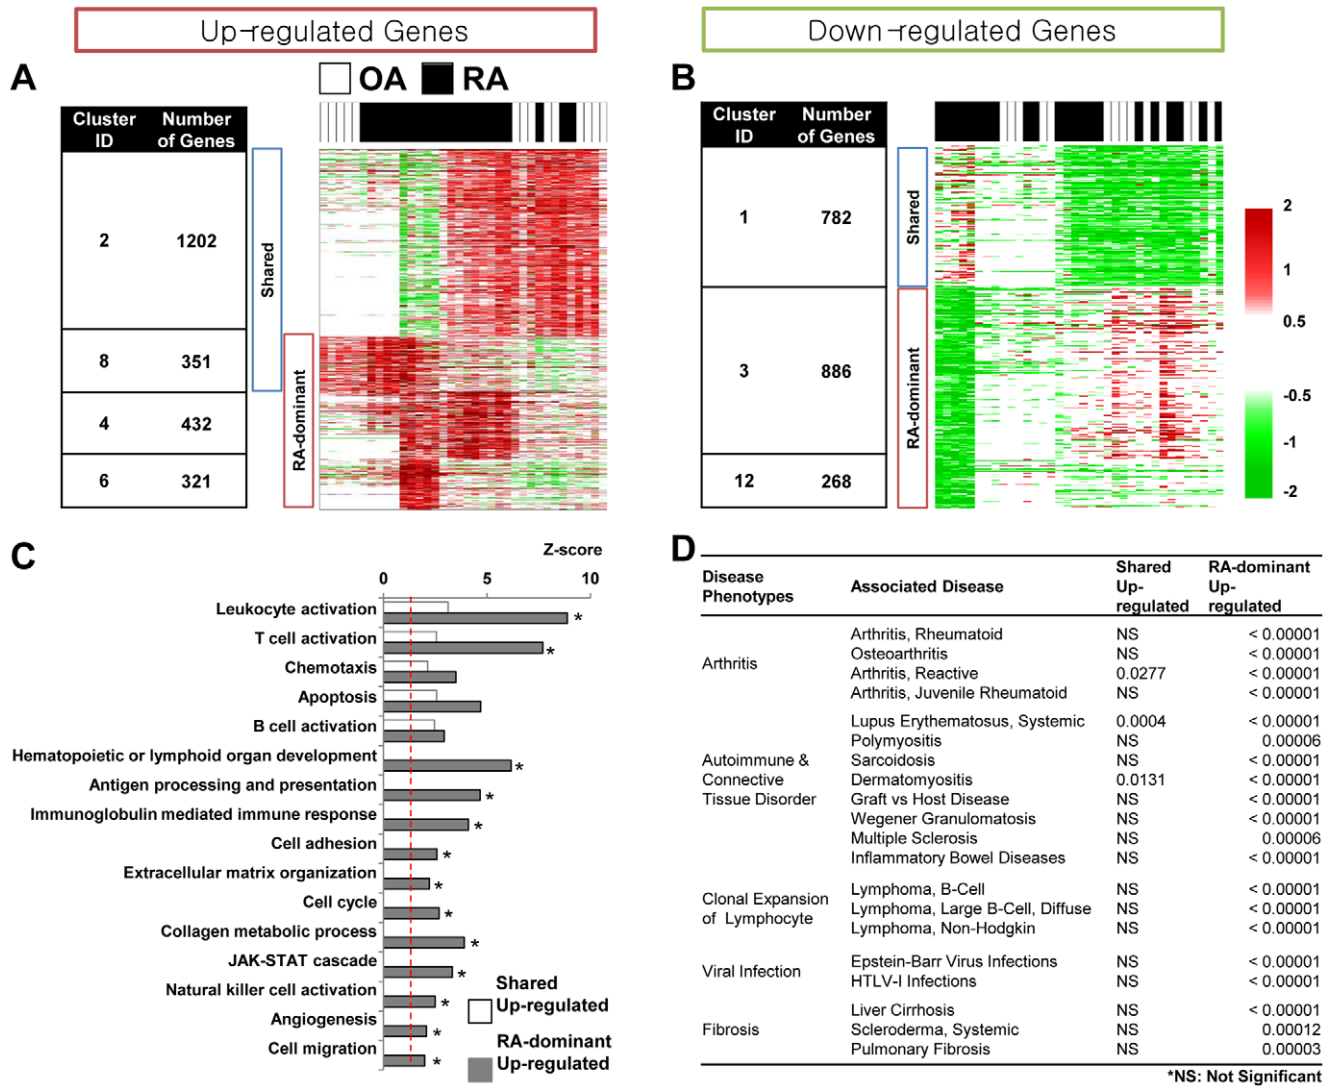 Up-regulated Genes
Down-regulated Genes
A
OA RA
Cluster ID Number of Genes
2 1202
8 351
4 432
6 321
Shared
RA-dominant
B
Cluster ID Number of Genes
1 782
3 886
12 268
Shared
RA-dominant
2
1
0.5
-0.5
-1
-2
C
Z-score
0 5 10
Leukocyte activation *
T cell activation *
Chemotaxis
Apoptosis
B cell activation
Hematopoietic or lymphoid organ development *
Antigen processing and presentation *
Immunoglobulin mediated immune response *
Cell adhesion *
Extracellular matrix organization *
Cell cycle *
Collagen metabolic process *
JAK-STAT cascade *
Natural killer cell activation *
Angiogenesis *
Cell migration *
Shared
Up-regulated
RA-dominant
Up-regulated
D
Disease Phenotypes Associated Disease Shared Up-regulated RA-dominant Up-regulated
Arthritis
Arthritis, Rheumatoid NS < 0.00001
Osteoarthritis NS < 0.00001
Arthritis, Reactive 0.0277 < 0.00001
Arthritis, Juvenile Rheumatoid NS < 0.00001
Autoimmune &
Connective
Tissue Disorder
Lupus Erythematosus, Systemic 0.0004 < 0.00001
Polymyositis NS 0.00006
Sarcoidosis NS < 0.00001
Dermatomyositis 0.0131 < 0.00001
Graft vs Host Disease NS < 0.00001
Wegener Granulomatosis NS < 0.00001
Multiple Sclerosis NS 0.00006
Inflammatory Bowel Diseases NS < 0.00001
Clonal Expansion
of Lymphocyte
Lymphoma, B-Cell NS < 0.00001
Lymphoma, Large B-Cell, Diffuse NS < 0.00001
Lymphoma, Non-Hodgkin NS < 0.00001
Viral Infection
Epstein-Barr Virus Infections NS < 0.00001
HTLV-I Infections NS < 0.00001
Fibrosis
Liver Cirrhosis NS < 0.00001
Scleroderma, Systemic NS 0.00012
Pulmonary Fibrosis NS 0.00003
*NS: Not Significant